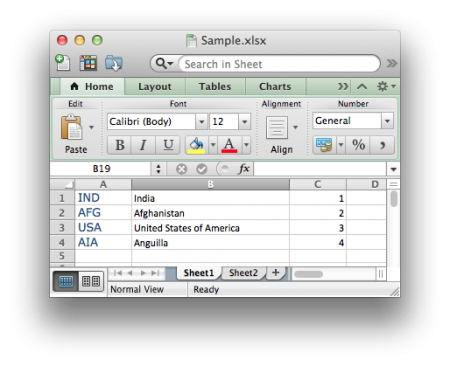 Sample.xlsx
Search in Sheet
Home Layout Tables Charts
Edit Font Alignment Number
Calibri (Body) 12 General
Paste B I U A Align % ,
B19 fx
A B C D
1 IND India 1
2 AFG Afghanistan 2
3 USA United States of America 3
4 AIA Anguilla 4
5
Sheet1 Sheet2 +
Normal View Ready